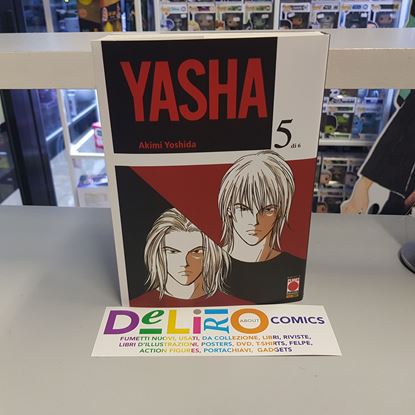 YASHA
Akimi Yoshida
5
di 6
DELIRIO ABOUT COMICS
FUMETTI NUOVI, USATI, DA COLLEZIONE, LIBRI, RIVISTE,
LIBRI D'ILLUSTRAZIONI, POSTERS, DVD, T-SHIRTS, FELPE,
ACTION FIGURES, PORTACHIAVI, GADGETS